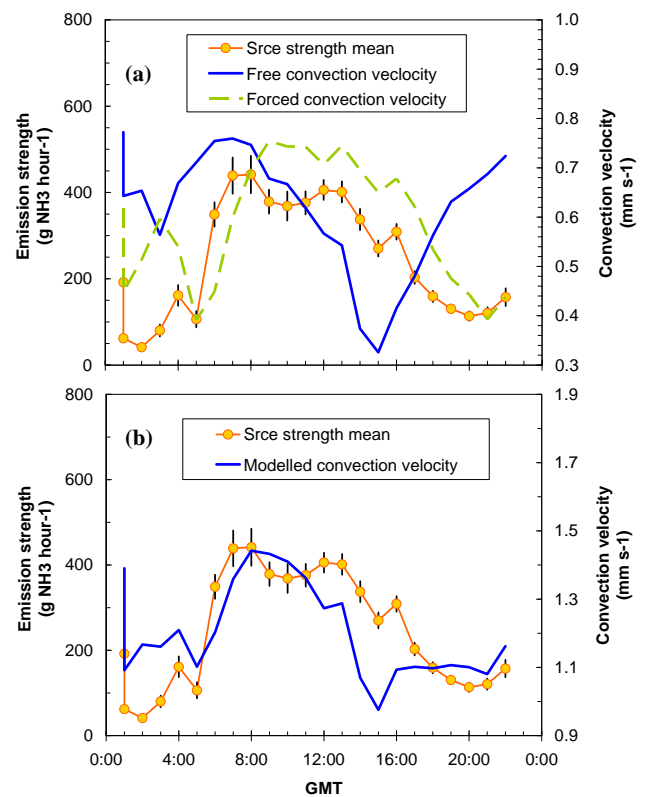 800
1.0
(a)
Srce strength mean
Free convection veclocity
Forced convection velocity
0.9
600
0.8
0.7
400
0.6
0.5
200
0.4
0
0.3
Emission strength
(g NH3 hour-1)
Convection veclocity
(mm s-1)
800
1.9
(b)
Srce strength mean
Modelled convection velocity
1.7
600
1.5
400
1.3
200
1.1
0
0.9
Emission strength
(g NH3 hour-1)
Convection velocity
(mm s-1)
0:00 4:00 8:00 12:00 16:00 20:00 0:00
GMT